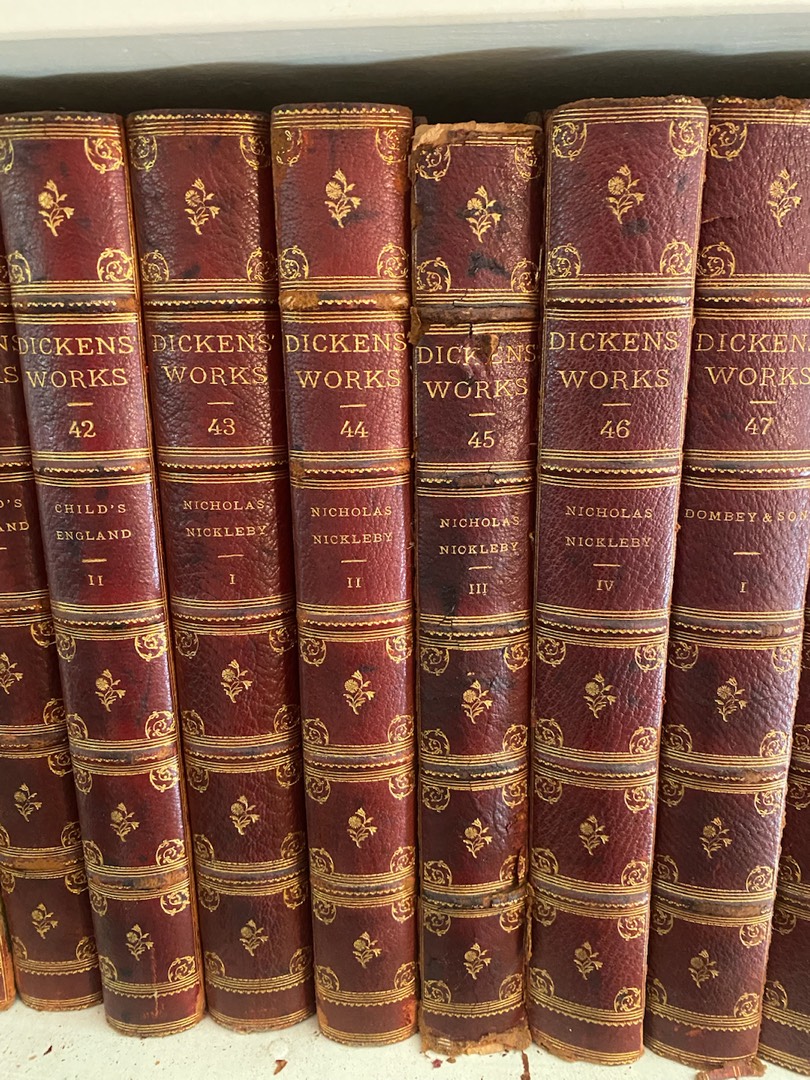 DICKENS'
WORKS
42
CHILD'S
ENGLAND
II
DICKENS'
WORKS
43
NICHOLAS
NICKLEBY
I
DICKENS'
WORKS
44
NICHOLAS
NICKLEBY
II
DICKENS'
WORKS
45
NICHOLAS
NICKLEBY
III
DICKENS'
WORKS
46
NICHOLAS
NICKLEBY
IV
DICKENS
WORKS
47
DOMBEY & SON
I